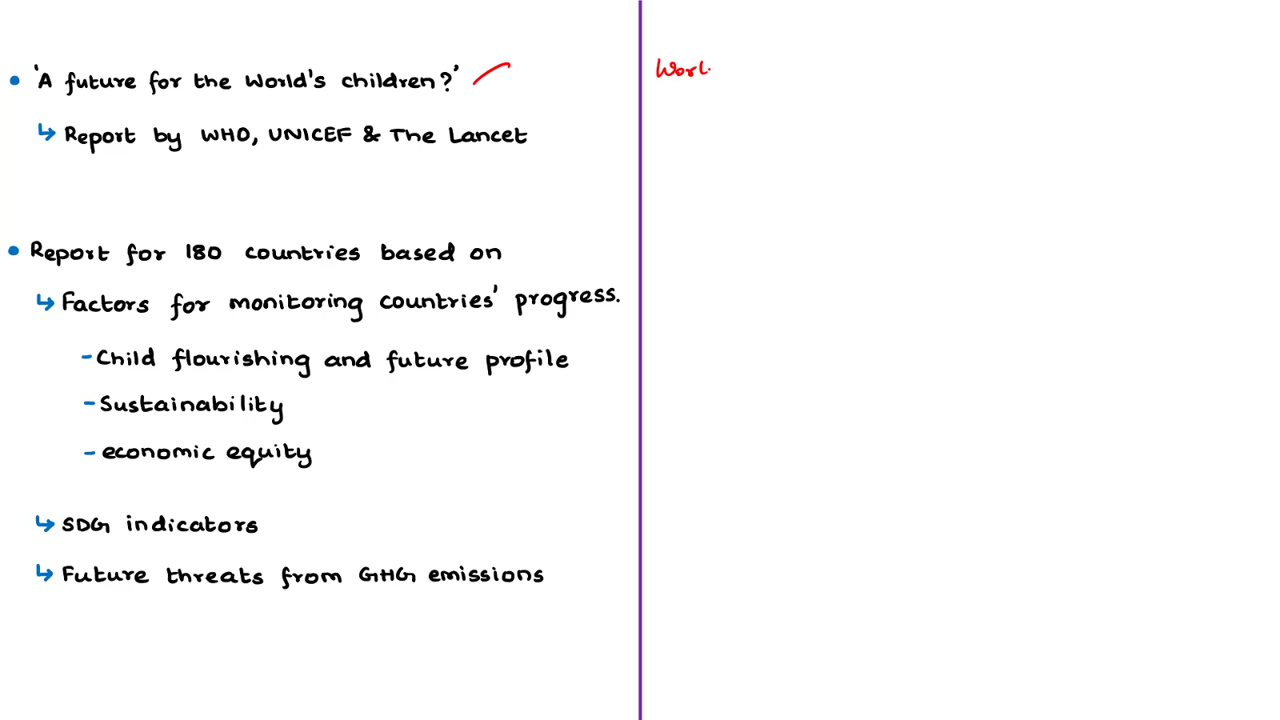 • 'A future for the World's children?'
↳ Report by WHO, UNICEF & The Lancet
• Report for 180 countries based on
↳ Factors for monitoring countries' progress.
- Child flourishing and future profile
- Sustainability
- economic equity
↳ SDG indicators
↳ Future threats from GHG emissions
Worl